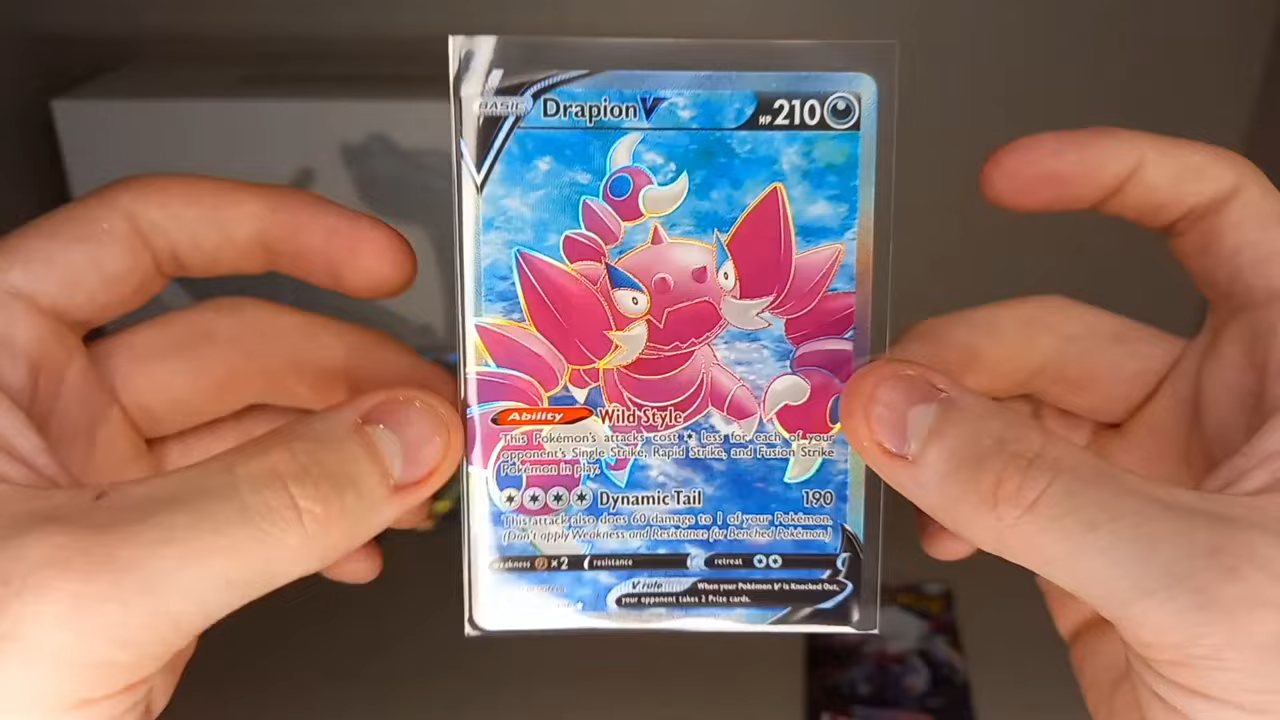 BASIC Drapion V HP 210
Ability Wild Style
This Pokémon's attacks cost less for each of your
opponent's Single Strike, Rapid Strike, and Fusion Strike
Pokémon in play.
Dynamic Tail 190
This attack also does 60 damage to 1 of your Pokémon.
(Don't apply Weakness and Resistance for Benched Pokémon.)
weakness ×2 resistance retreat
V rule When your Pokémon V is Knocked Out,
your opponent takes 2 Prize cards.